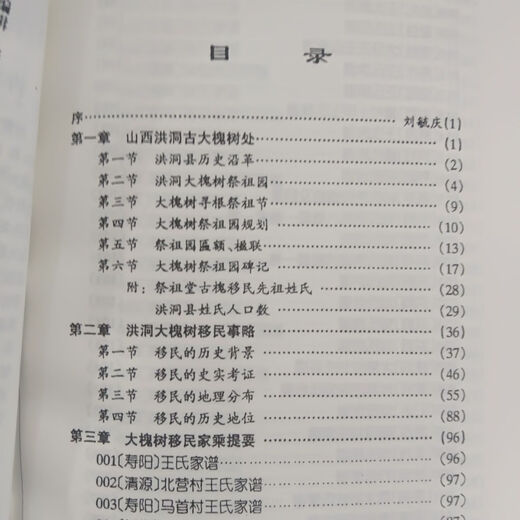 目录
序……刘毓庆(1)
第一章 山西洪洞古大槐树处……(1)
第一节 洪洞县历史沿革……(2)
第二节 洪洞大槐树祭祖园……(4)
第三节 大槐树寻根祭祖节……(9)
第四节 大槐树祭祖园规划……(10)
第五节 祭祖园匾额、楹联……(13)
第六节 大槐树祭祖园碑记……(17)
附:祭祖堂古槐移民先祖姓氏……(28)
洪洞县姓氏人口数……(29)
第二章 洪洞大槐树移民事略……(36)
第一节 移民的历史背景……(37)
第二节 移民的史实考证……(46)
第三节 移民的地理分布……(55)
第四节 移民的历史地位……(88)
第三章 大槐树移民家乘提要……(96)
001〔寿阳〕王氏家谱……(96)
002〔清源〕北营村王氏家谱……(97)
003〔寿阳〕马首村王氏家谱……(97)